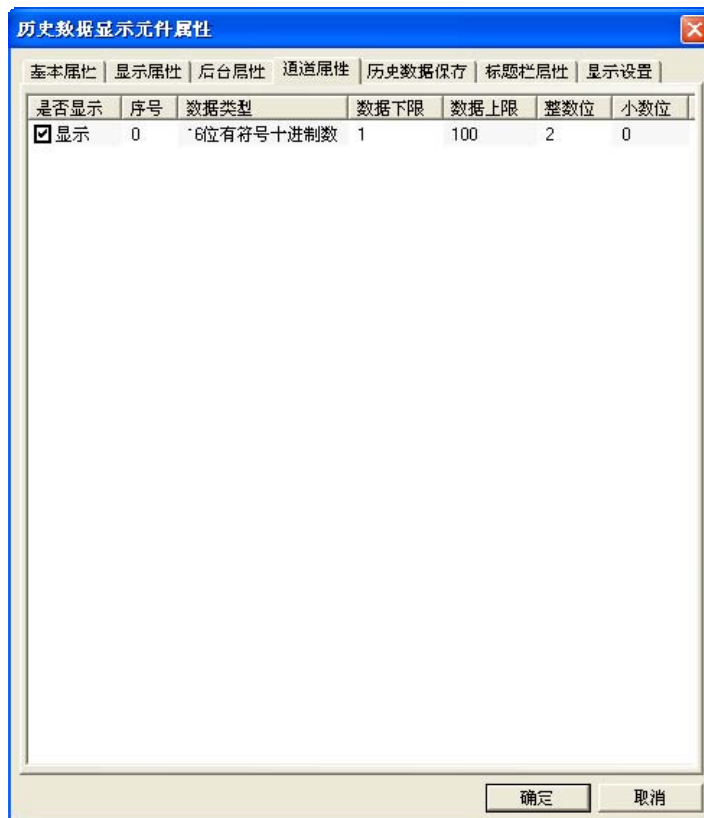 历史数据显示元件属性
基本属性 显示属性 后台属性 通道属性 历史数据保存 标题栏属性 显示设置
是否显示 序号 数据类型 数据下限 数据上限 整数位 小数位
显示 0 16位有符号十进制数 1 100 2 0
确定 取消